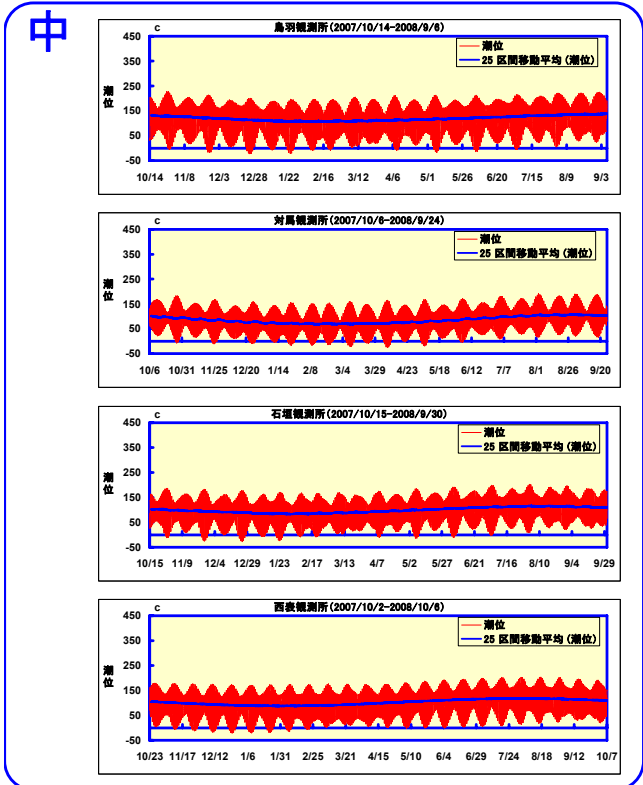 中
c
鳥羽観測所(2007/10/14-2008/9/6)
潮位
25 区間移動平均 (潮位)
潮位
450
350
250
150
50
-50
10/14 11/8 12/3 12/28 1/22 2/16 3/12 4/6 5/1 5/26 6/20 7/15 8/9 9/3
c
対馬観測所(2007/10/6-2008/9/24)
潮位
25 区間移動平均 (潮位)
潮位
450
350
250
150
50
-50
10/6 10/31 11/25 12/20 1/14 2/8 3/4 3/29 4/23 5/18 6/12 7/7 8/1 8/26 9/20
c
石垣観測所(2007/10/15-2008/9/30)
潮位
25 区間移動平均 (潮位)
潮位
450
350
250
150
50
-50
10/15 11/9 12/4 12/29 1/23 2/17 3/13 4/7 5/2 5/27 6/21 7/16 8/10 9/4 9/29
c
西表観測所(2007/10/2-2008/10/6)
潮位
25 区間移動平均 (潮位)
潮位
450
350
250
150
50
-50
10/23 11/17 12/12 1/6 1/31 2/25 3/21 4/15 5/10 6/4 6/29 7/24 8/18 9/12 10/7